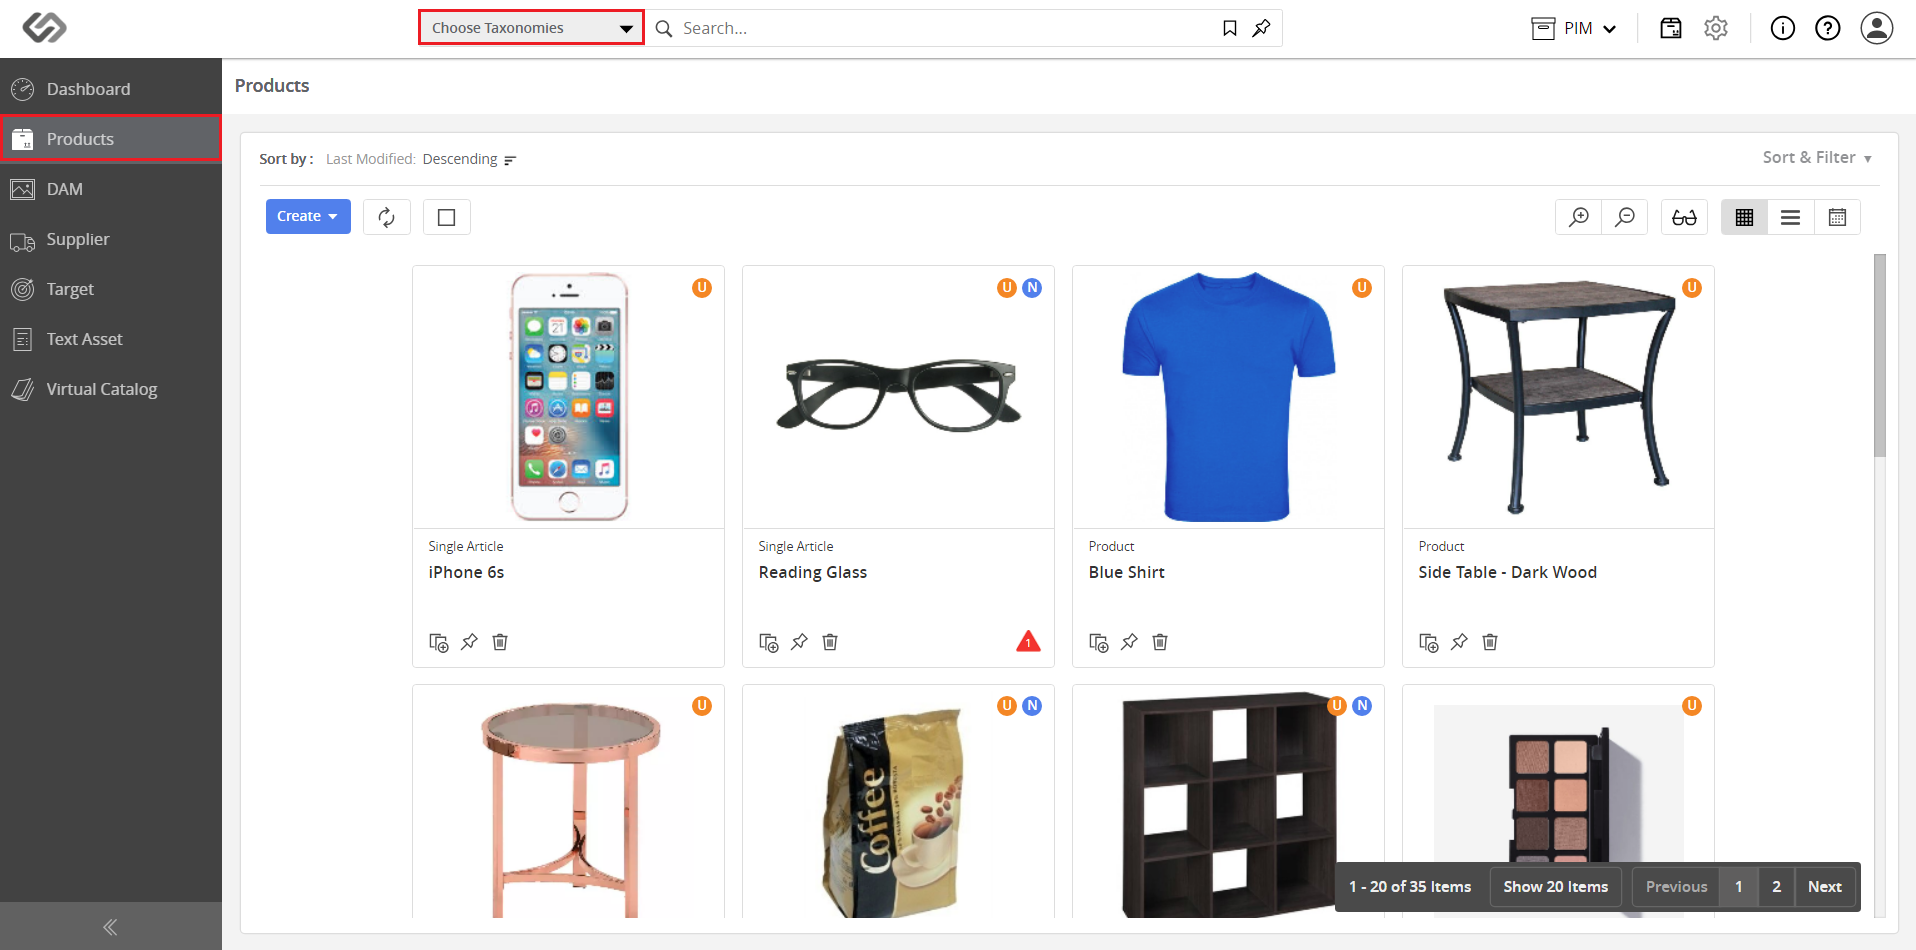 Choose Taxonomies
Search...
PIM
Dashboard
Products
DAM
Supplier
Target
Text Asset
Virtual Catalog
Products
Sort by : Last Modified: Descending
Sort & Filter
Create
U
U N
U
U
Single Article
iPhone 6s
Single Article
Reading Glass
1
Product
Blue Shirt
Product
Side Table - Dark Wood
U
U N
U N
U
Coffee
1 - 20 of 35 Items
Show 20 Items
Previous 1 2 Next